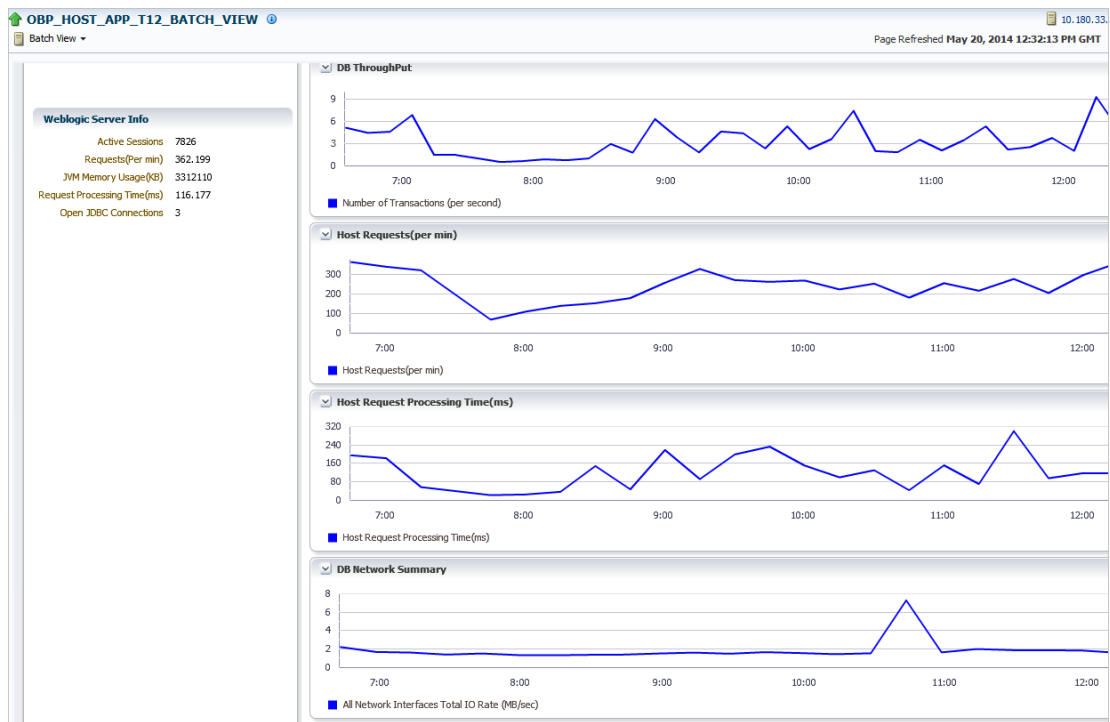 OBP_HOST_APP_T12_BATCH_VIEW
10.180.33.
Batch View
Page Refreshed May 20, 2014 12:32:13 PM GMT
Weblogic Server Info
Active Sessions 7826
Requests(Per min) 362.199
JVM Memory Usage(KB) 3312110
Request Processing Time(ms) 116.177
Open JDBC Connections 3
DB ThroughPut
9
6
3
0
7:00 8:00 9:00 10:00 11:00 12:00
Number of Transactions (per second)
Host Requests(per min)
300
200
100
0
7:00 8:00 9:00 10:00 11:00 12:00
Host Requests(per min)
Host Request Processing Time(ms)
320
240
160
80
0
7:00 8:00 9:00 10:00 11:00 12:00
Host Request Processing Time(ms)
DB Network Summary
8
6
4
2
0
7:00 8:00 9:00 10:00 11:00 12:00
All Network Interfaces Total IO Rate (MB/sec)